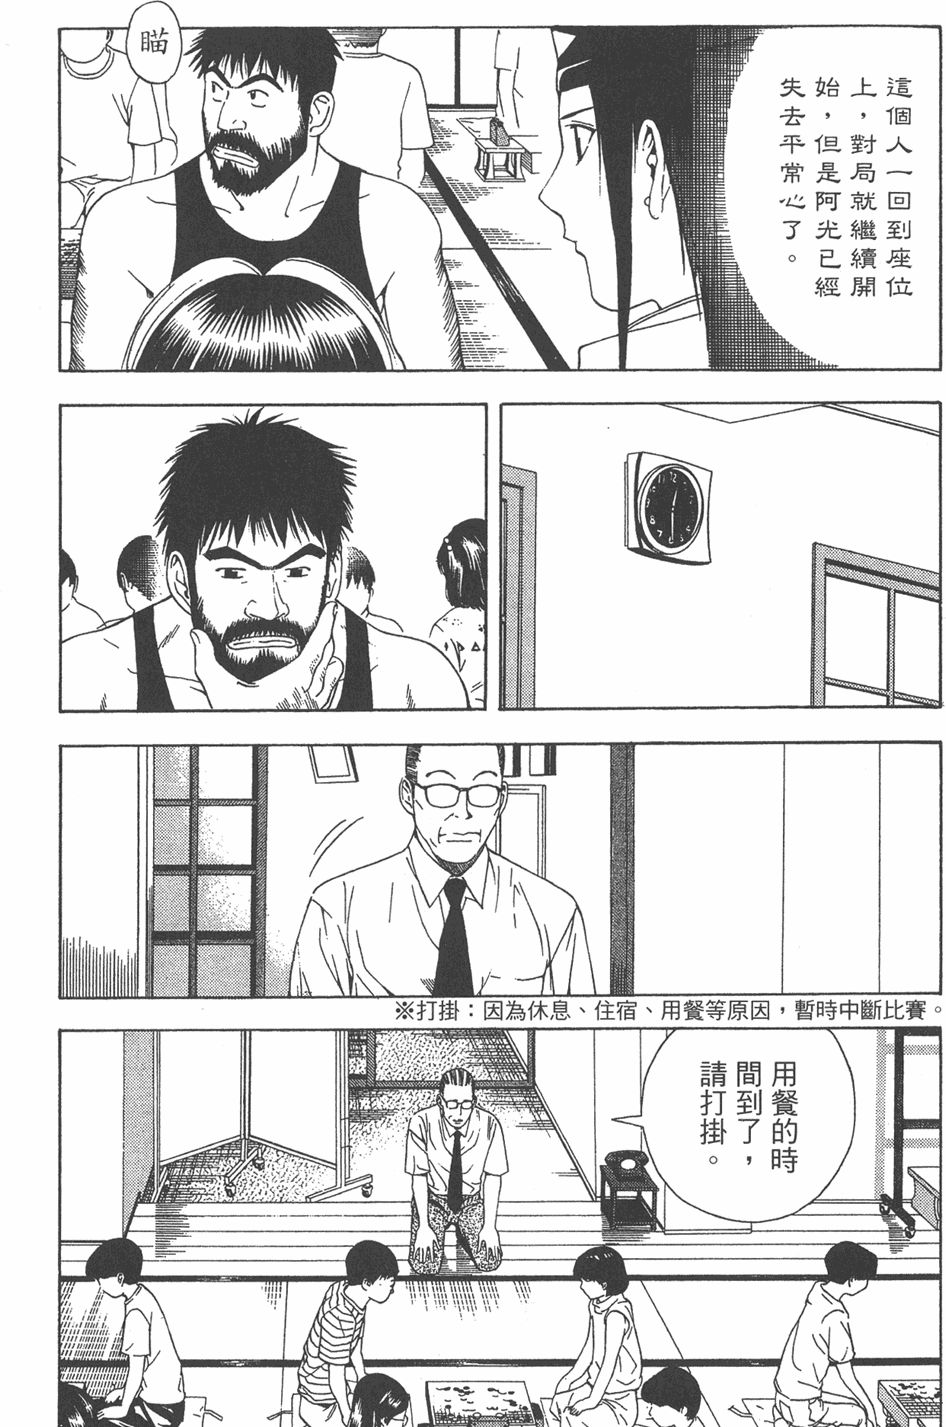 這個人一回到座位
上，對局就繼續開
始，但是阿光已經
失去平常心了。
瞄
※打掛：因為休息、住宿、用餐等原因，暫時中斷比賽。
用餐的時
間到了，
請打掛。